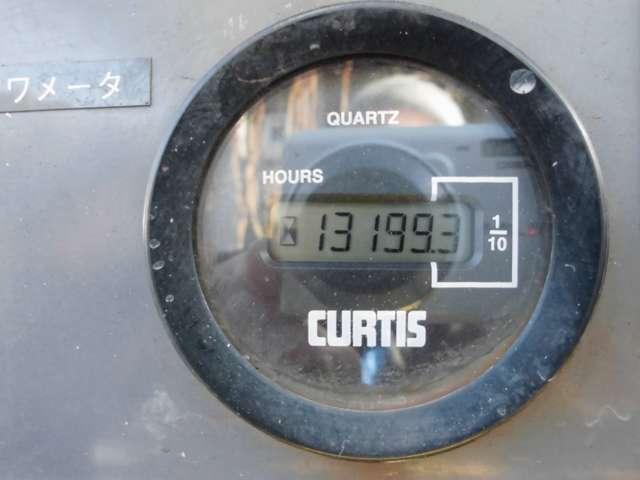 ワメータ
QUARTZ
HOURS
13199.3
1/10
CURTIS